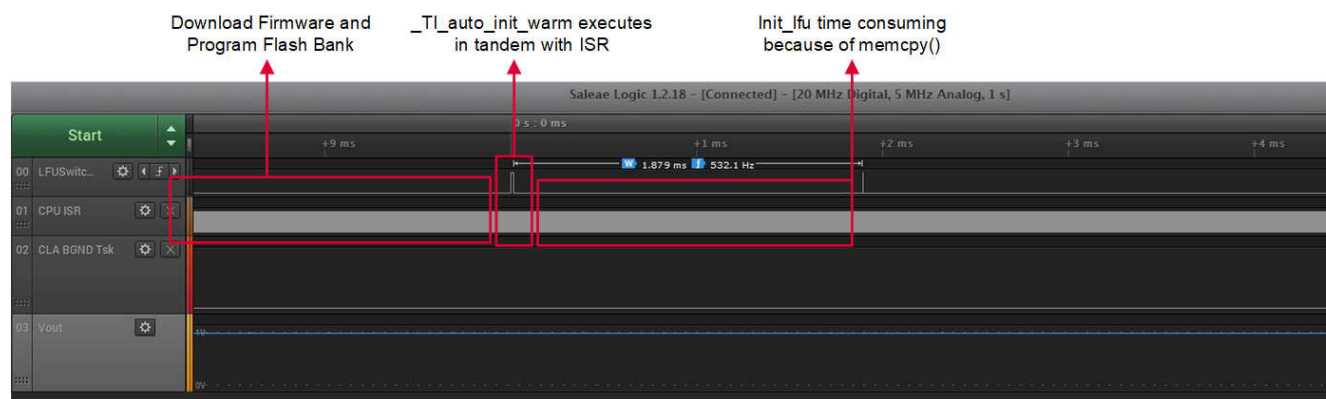 Download Firmware and
Program Flash Bank
_TI_auto_init_warm executes
in tandem with ISR
Init_lfu time consuming
because of memcpy()
Saleae Logic 1.2.18 – [Connected] – [20 MHz Digital, 5 MHz Analog, 1 s]
Start
0 s : 0 ms
+9 ms
+1 ms
+2 ms
+3 ms
+4 ms
00 LFUSwitc...
W 1.879 ms f 532.1 Hz
01 CPU ISR
02 CLA BGND Tsk
03 Vout
1V
0V